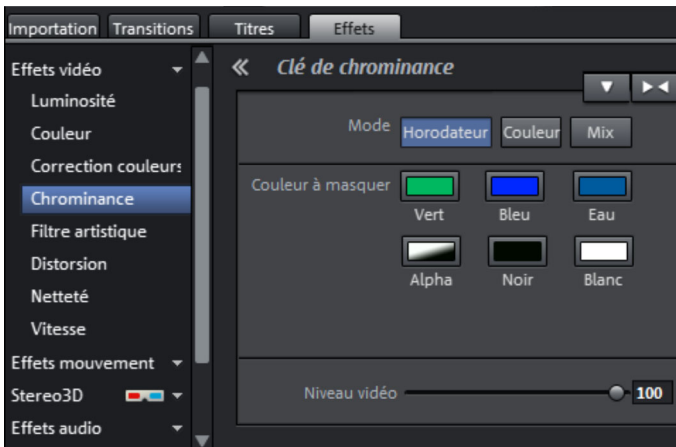 Importation Transitions Titres Effets
Effets vidéo
Luminosité
Couleur
Correction couleurs
Chrominance
Filtre artistique
Distorsion
Netteté
Vitesse
Effets mouvement
Stereo3D
Effets audio
Clé de chrominance
Mode Horodateur Couleur Mix
Couleur à masquer
Vert Bleu Eau
Alpha Noir Blanc
Niveau vidéo 100